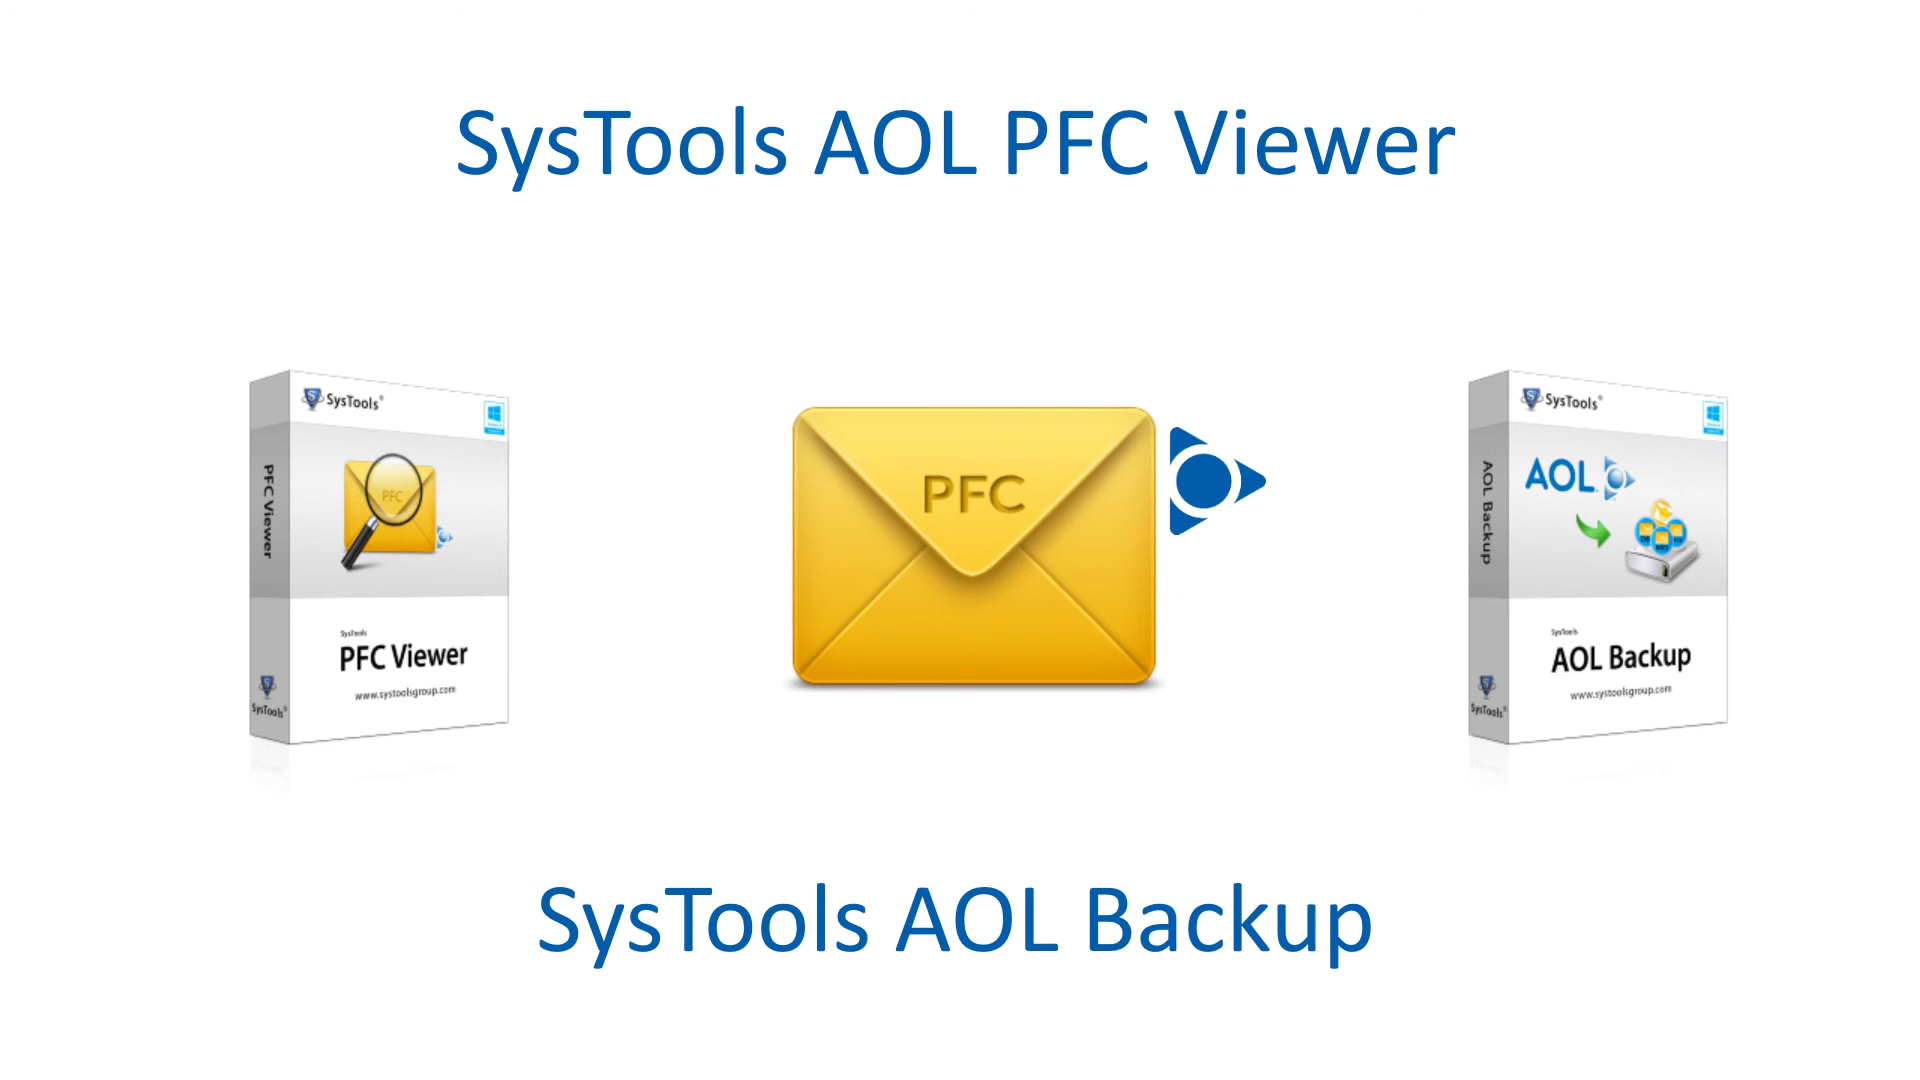 SysTools AOL PFC Viewer
SysTools®
PFC Viewer
PFC
SysTools
PFC Viewer
www.systoolsgroup.com
SysTools®
PFC
SysTools®
AOL Backup
AOL
SysTools
AOL Backup
www.systoolsgroup.com
SysTools®
SysTools AOL Backup